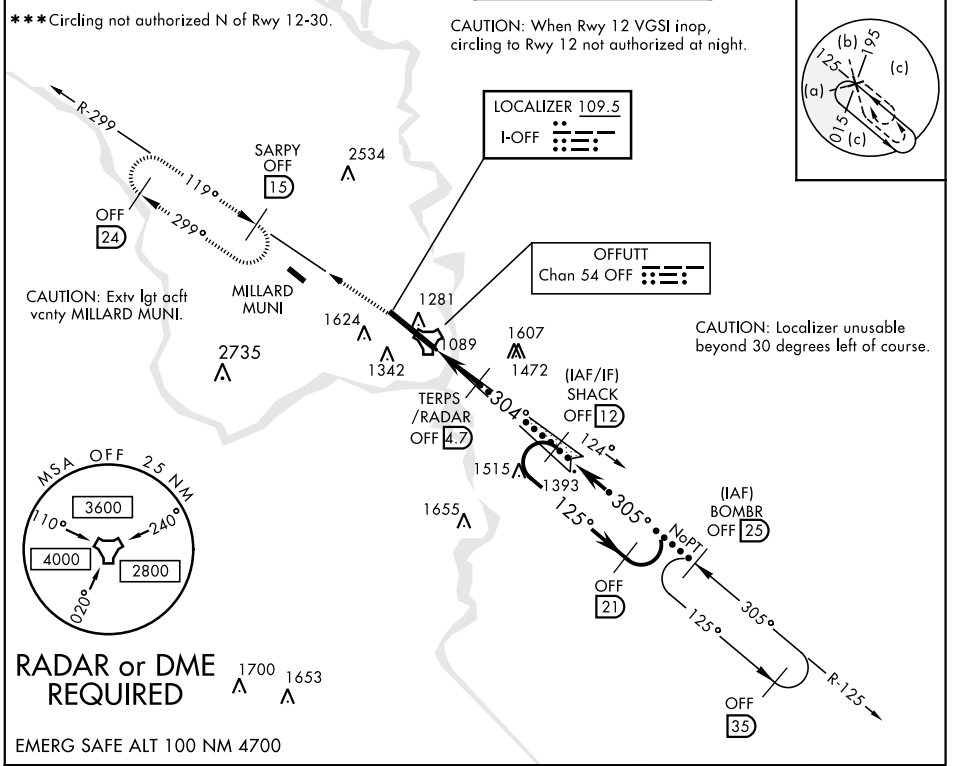 ***Circling not authorized N of Rwy 12-30.
CAUTION: When Rwy 12 VGSI inop,
circling to Rwy 12 not authorized at night.
(b)
195
(c)
125
(a)
015
(c)
LOCALIZER 109.5
I-OFF
R-299
SARPY
OFF
15
2534
119°
299°
OFF
24
OFFUTT
Chan 54 OFF
CAUTION: Extv lgt acft
vcnty MILLARD MUNI.
MILLARD
MUNI
1281
1624
1089
1342
1607
1472
CAUTION: Localizer unusable
beyond 30 degrees left of course.
2735
TERPS
/RADAR
OFF 4.7
304°
(IAF/IF)
SHACK
OFF 12
124°
1515
1393
1655
125°
305°
NoPT
(IAF)
BOMBR
OFF 25
OFF
21
305°
125°
R-125
OFF
35
MSA OFF 25 NM
3600
110°
240°
4000
2800
020°
RADAR or DME
REQUIRED
1700
1653
EMERG SAFE ALT 100 NM 4700